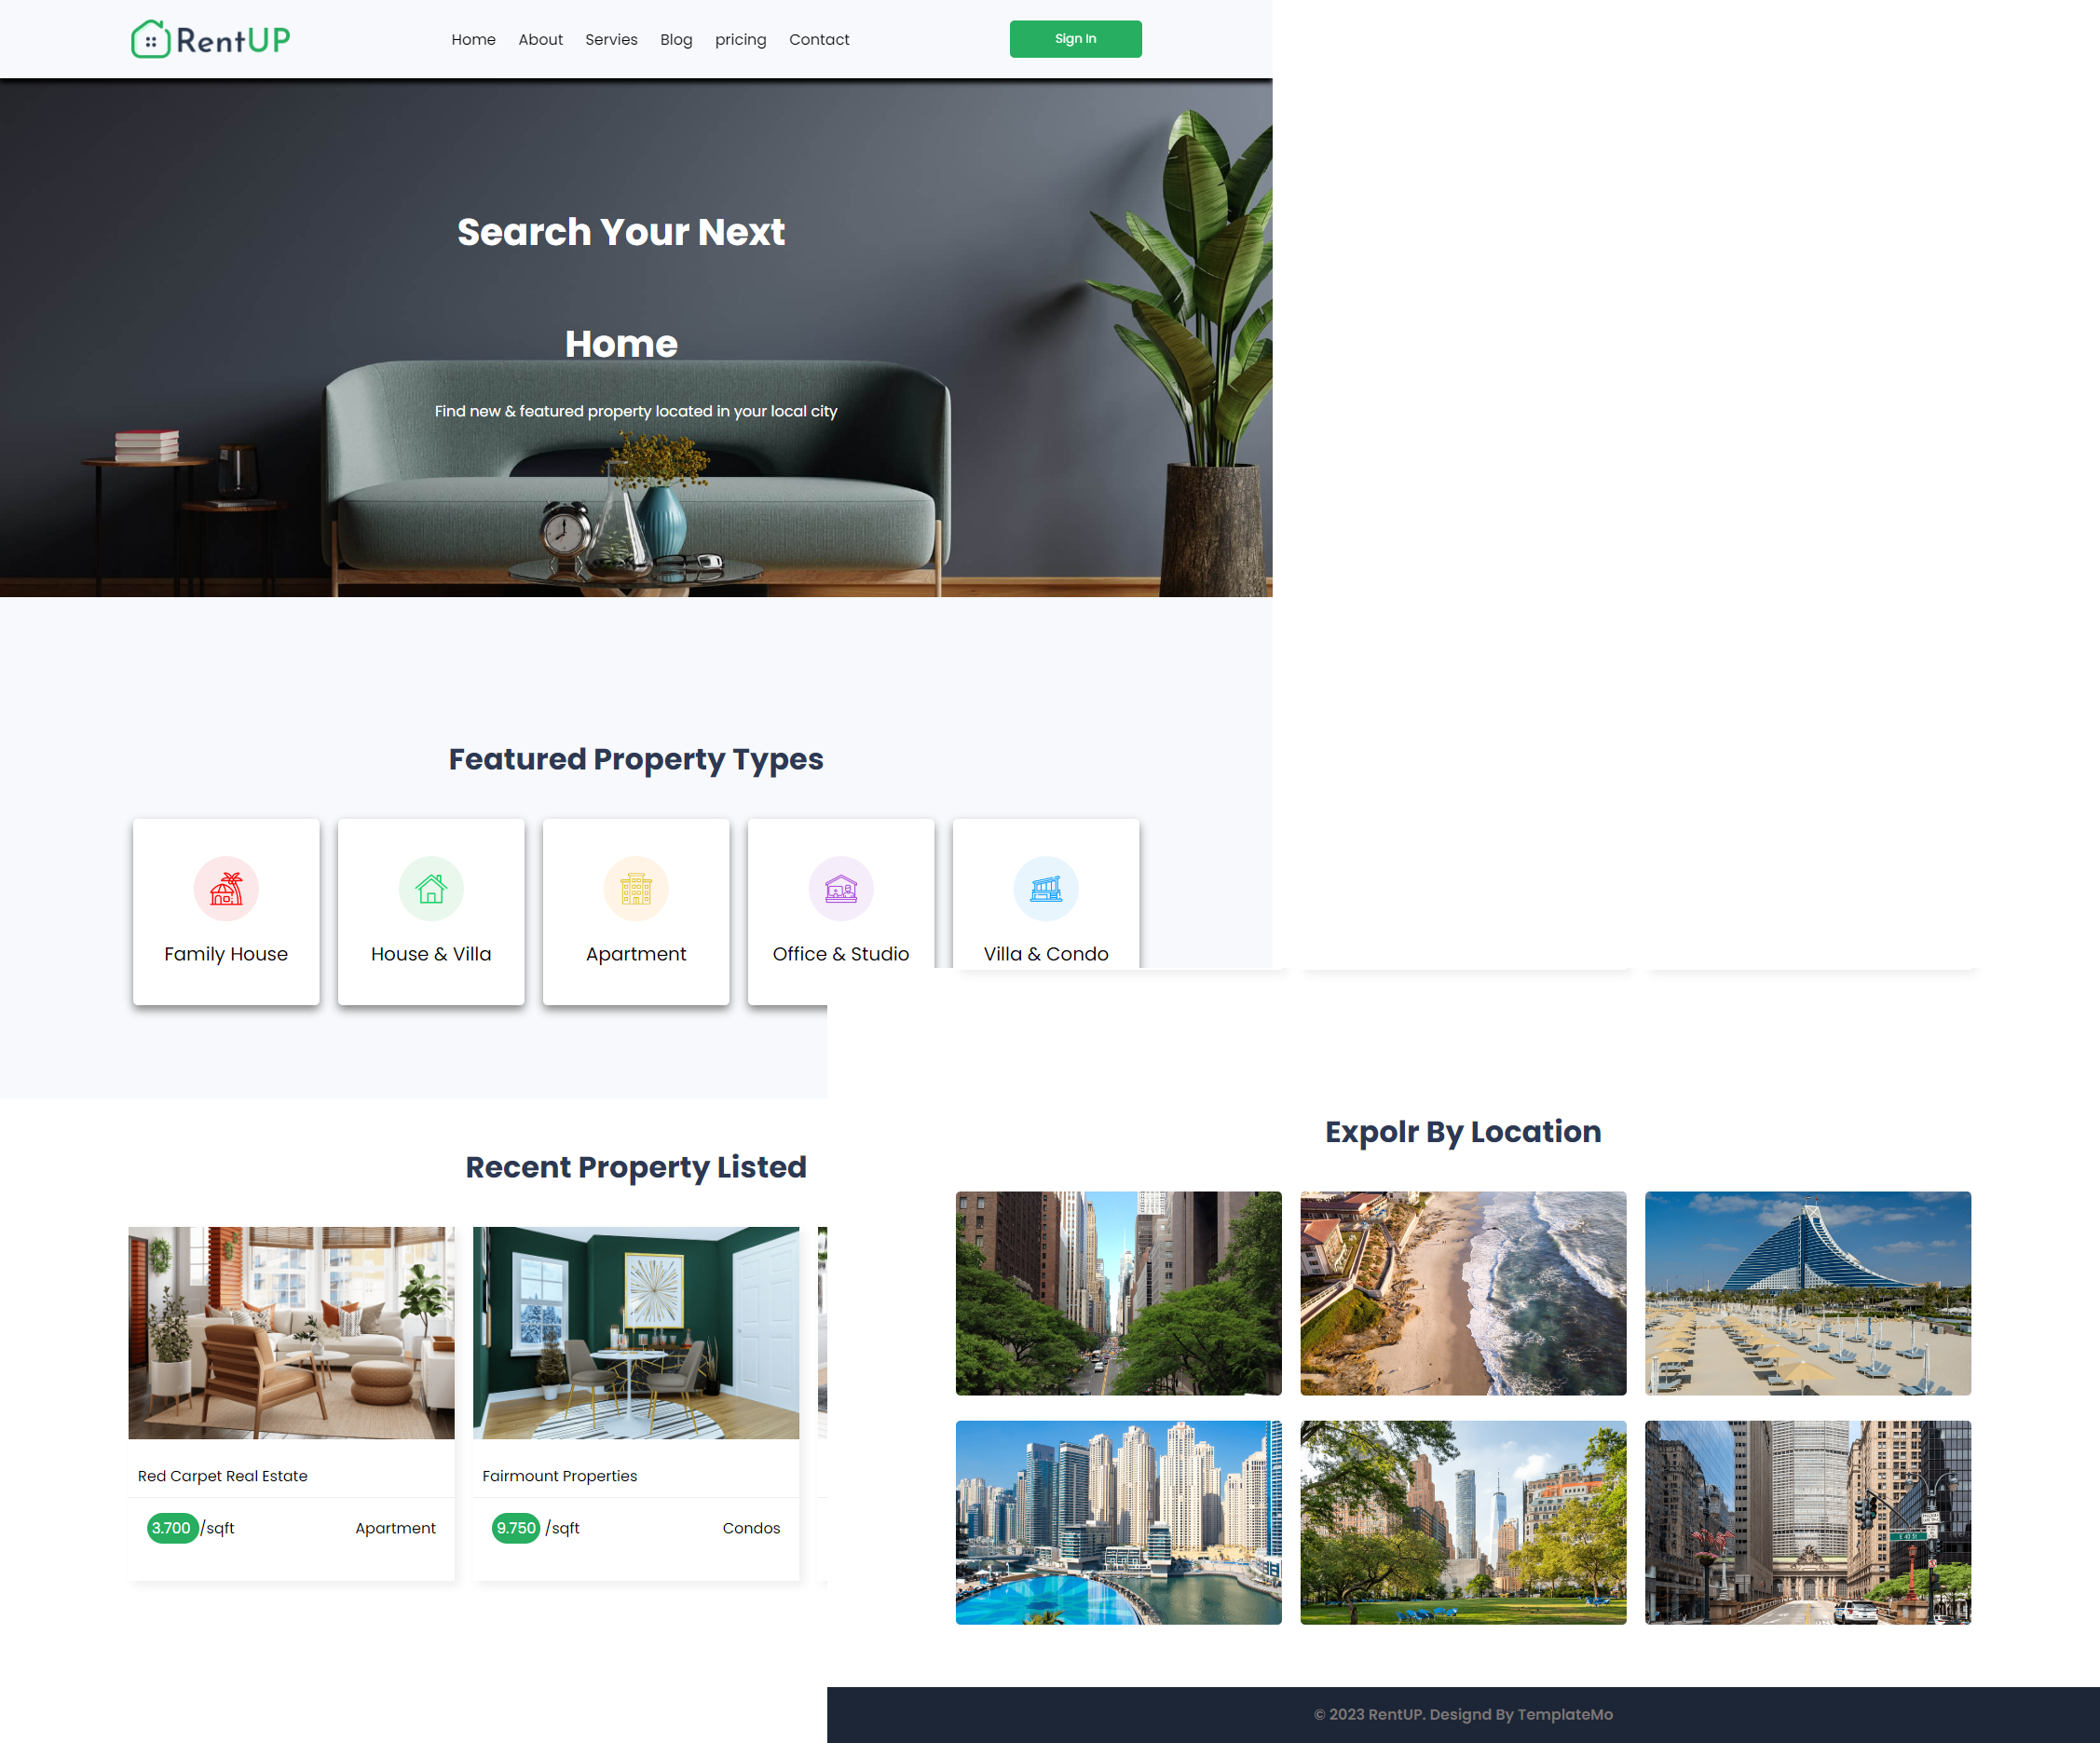 RentUP
Home About Servies Blog pricing Contact
Sign In
Search Your Next
Home
Find new & featured property located in your local city
Featured Property Types
Family House
House & Villa
Apartment
Office & Studio
Villa & Condo
Recent Property Listed
Red Carpet Real Estate
3.700 /sqft Apartment
Fairmount Properties
9.750 /sqft Condos
Expolr By Location
E 40 ST
© 2023 RentUP. Designd By TemplateMo